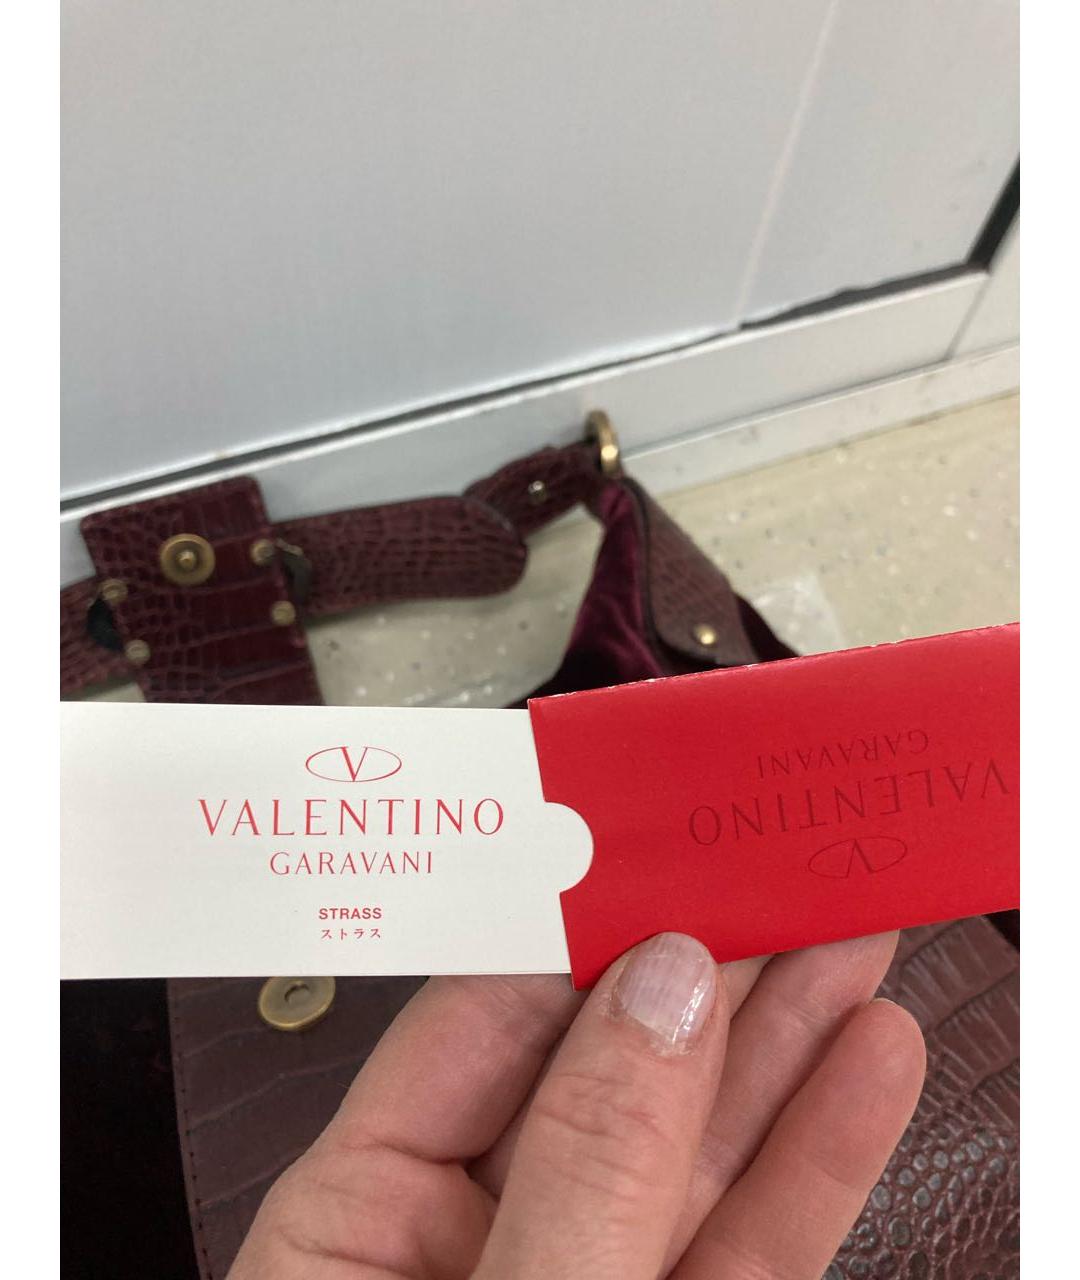 V
VALENTINO
GARAVANI
STRASS
ストラス
V
VALENTINO
GARAVANI